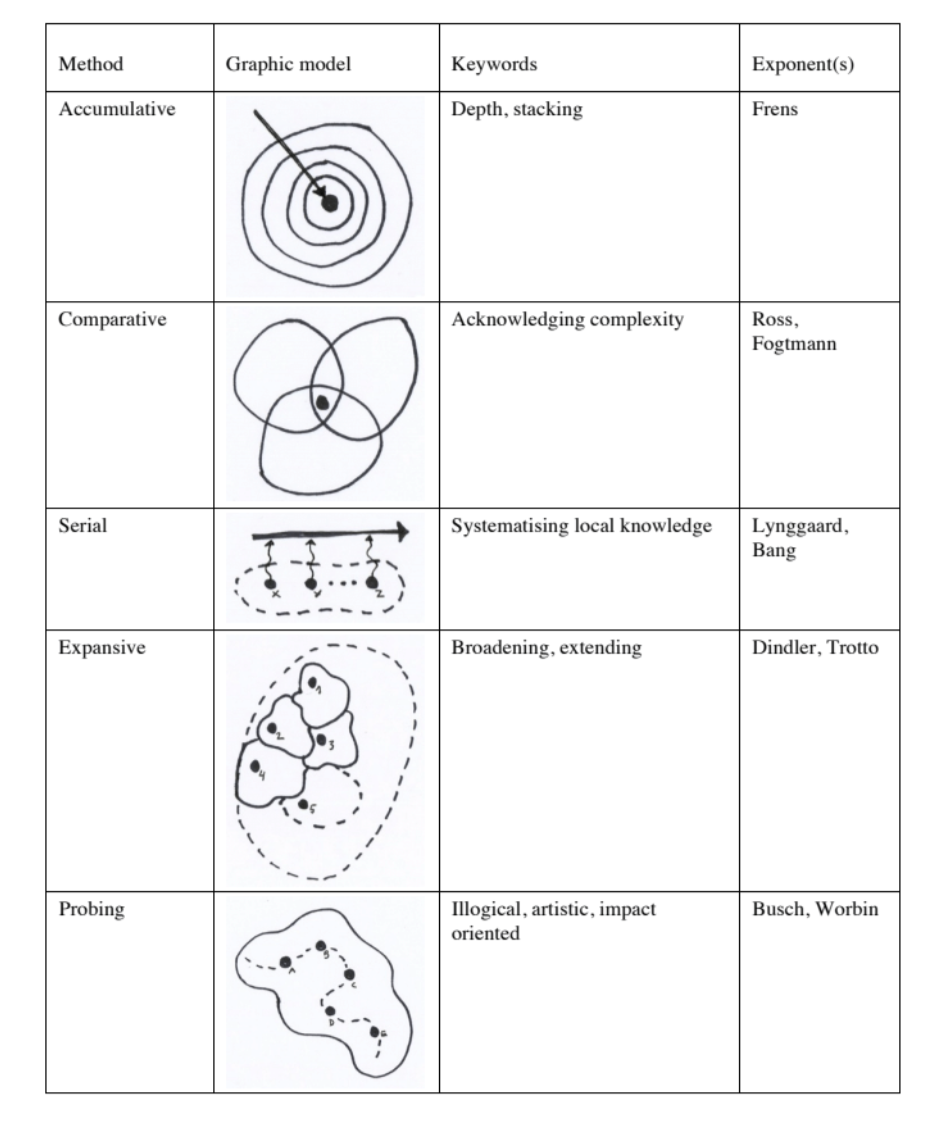 Method Graphic model Keywords Exponent(s)
Accumulative Depth, stacking Frens
Comparative Acknowledging complexity Ross,
Fogtmann
Serial Systematising local knowledge Lynggaard,
Bang
x y z
Expansive Broadening, extending Dindler, Trotto
1
2
3
4
5
Probing Illogical, artistic, impact Busch, Worbin
oriented
A
B
C
D
E